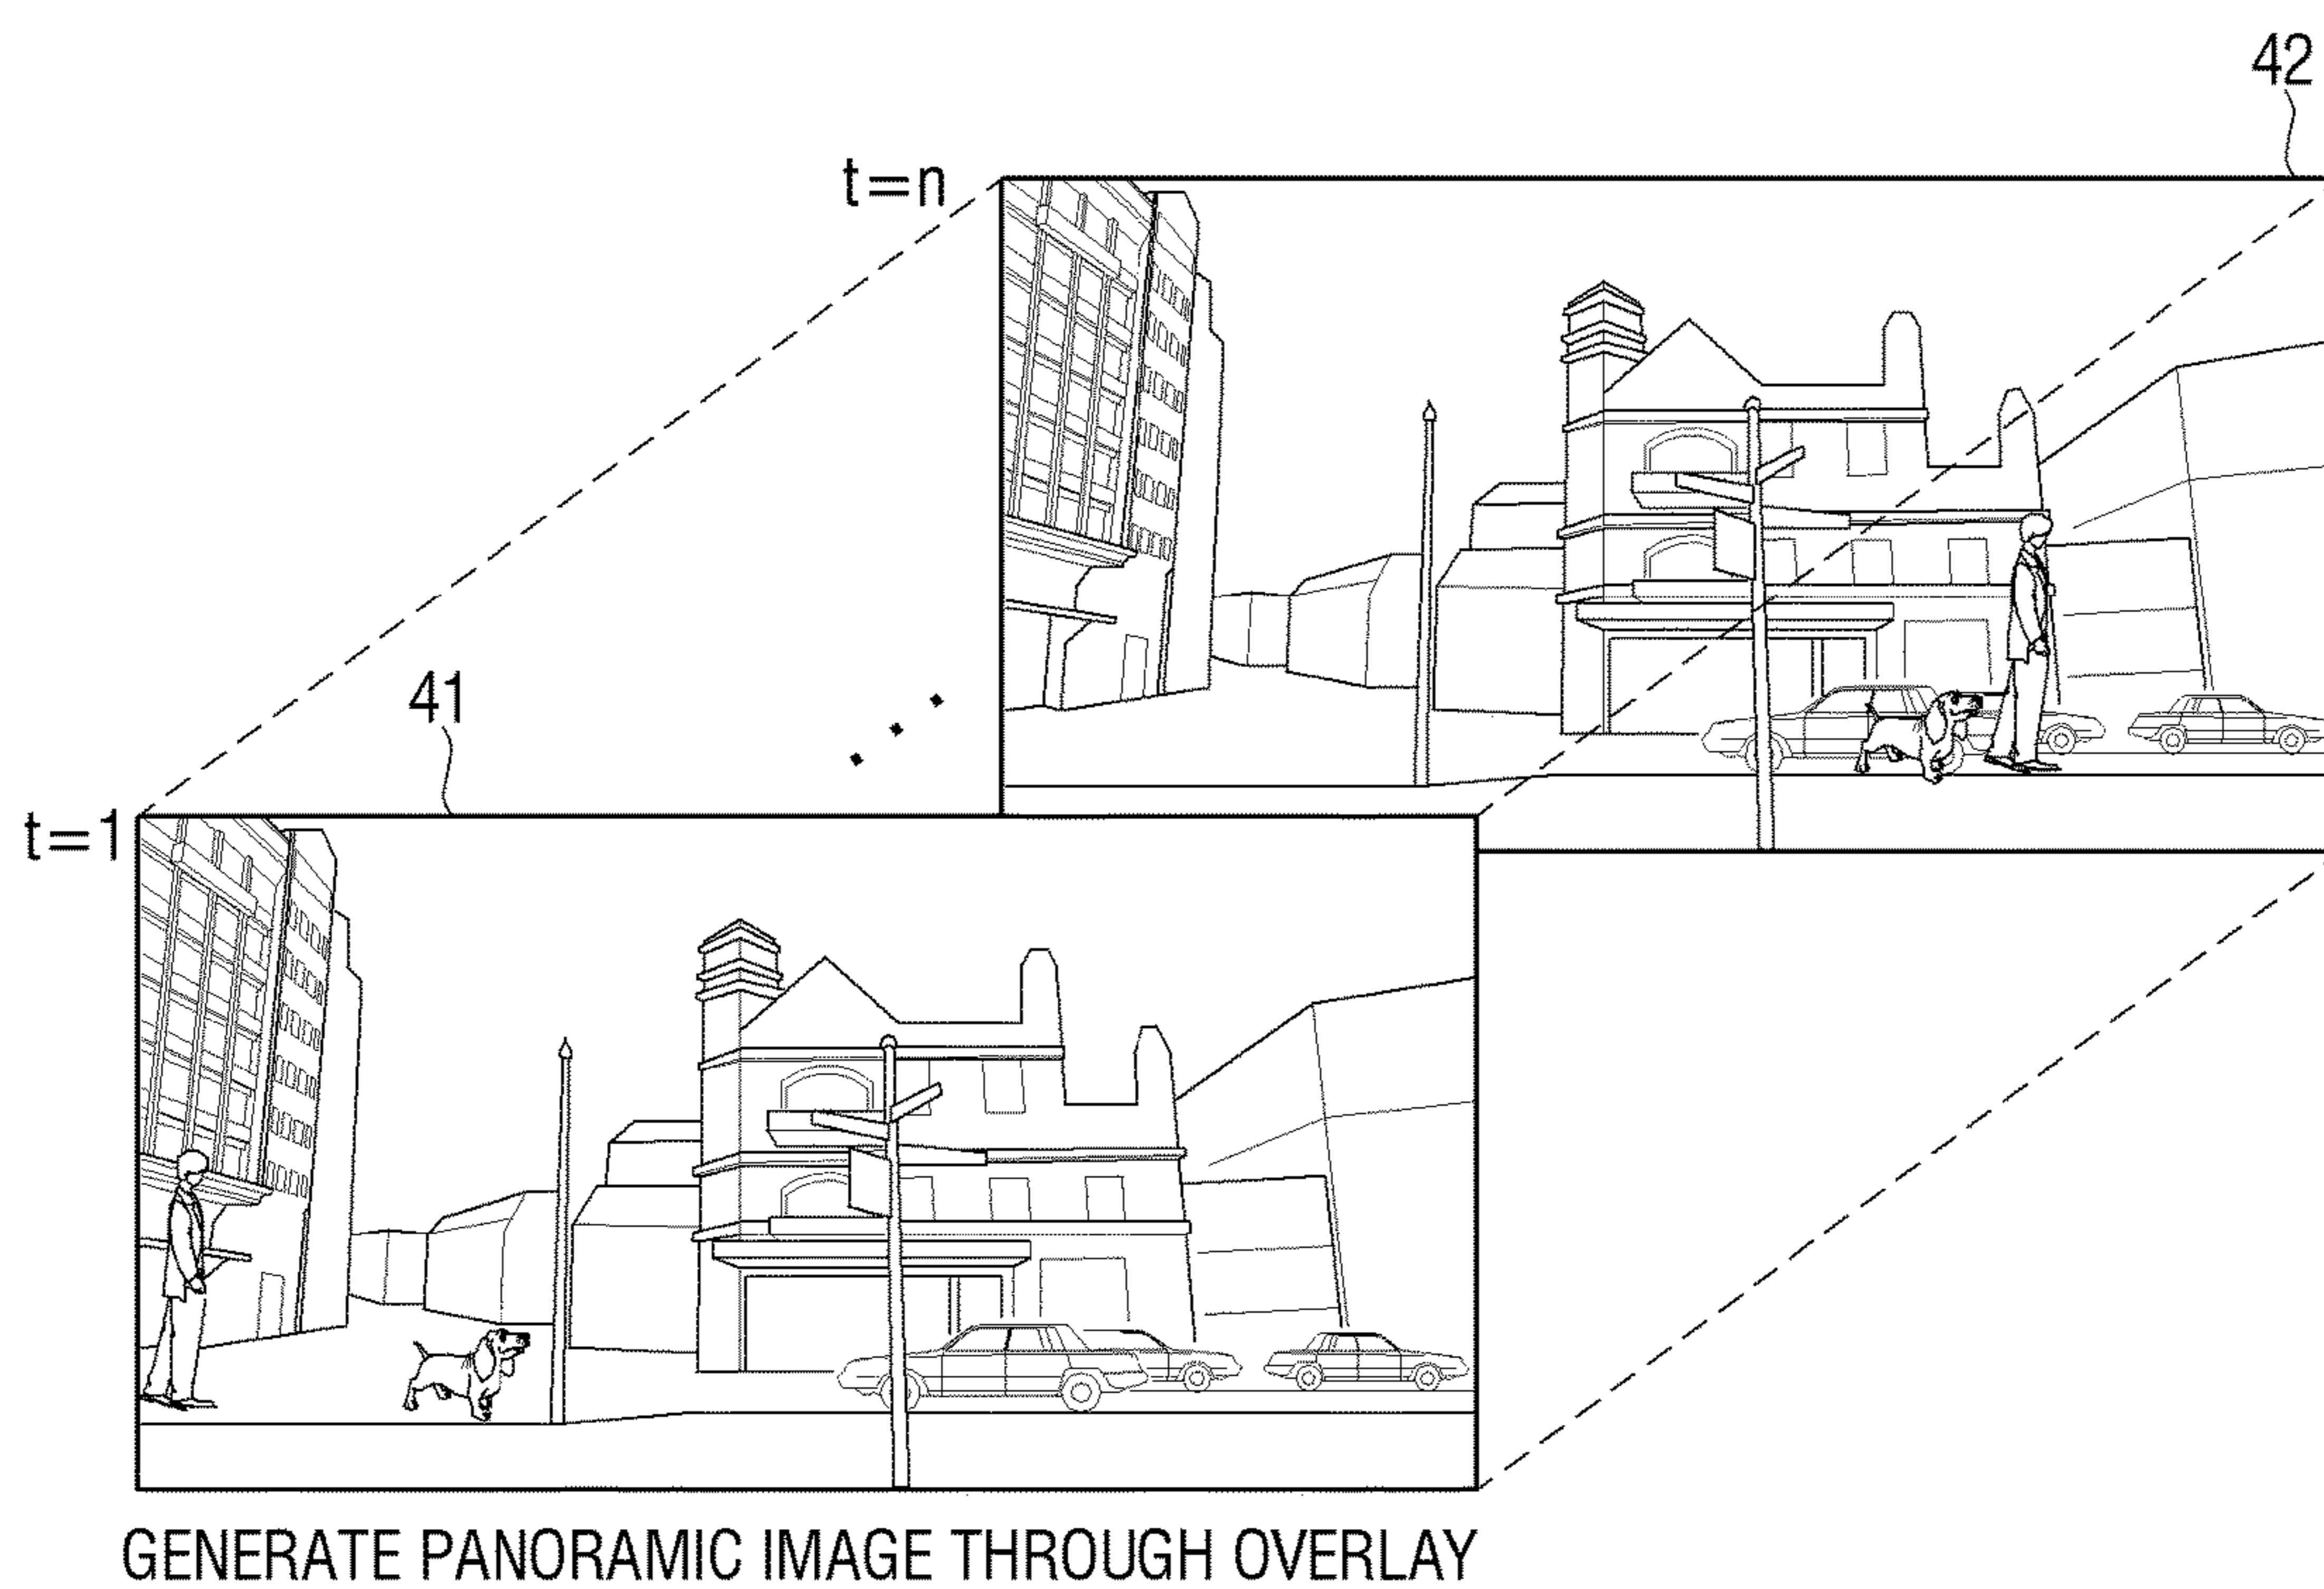 42
t=n
41
t=1
GENERATE PANORAMIC IMAGE THROUGH OVERLAY